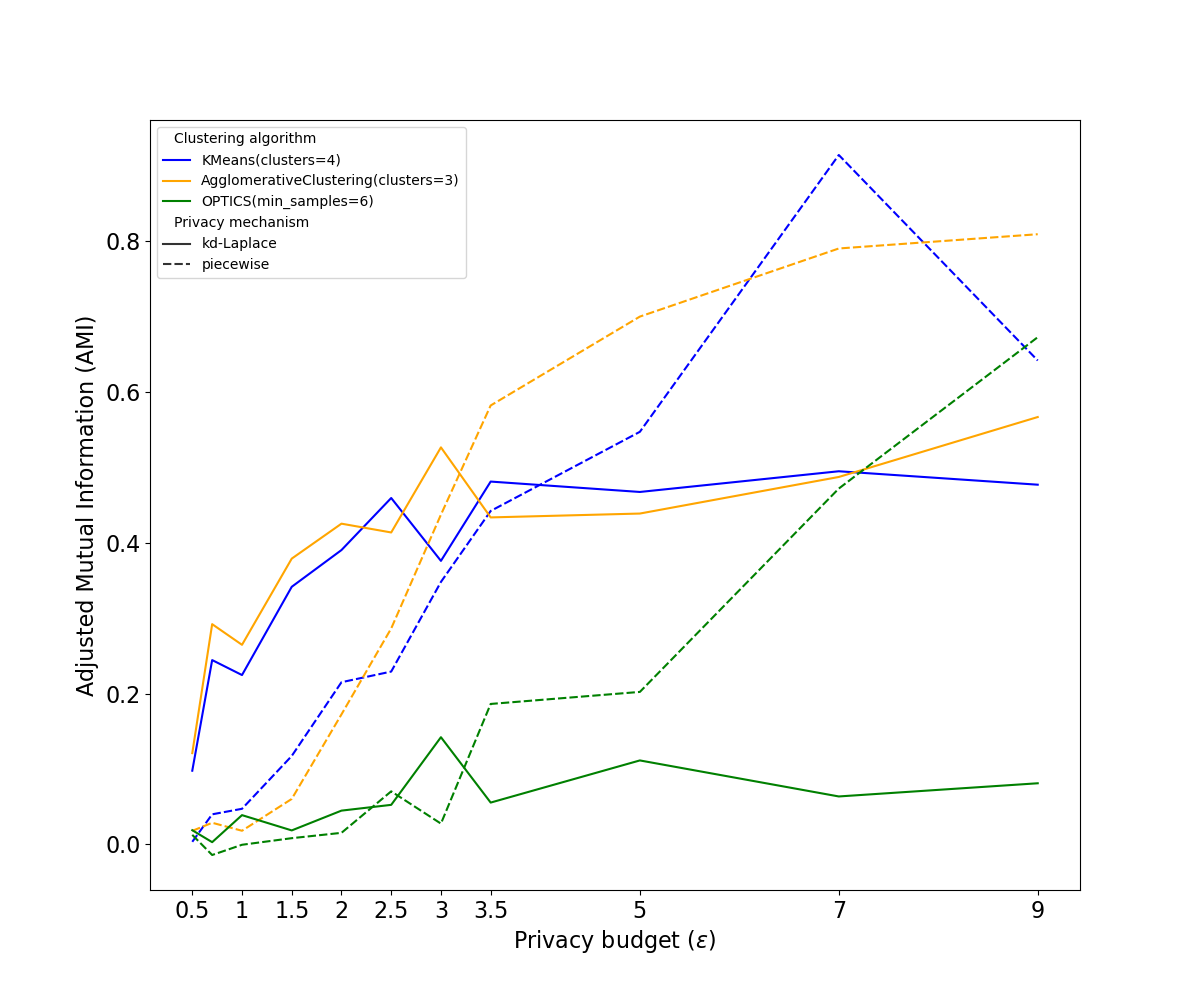 Clustering algorithm
KMeans(clusters=4)
AgglomerativeClustering(clusters=3)
OPTICS(min_samples=6)
Privacy mechanism
kd-Laplace
piecewise
Adjusted Mutual Information (AMI)
0.8
0.6
0.4
0.2
0.0
0.5 1 1.5 2 2.5 3 3.5 5 7 9
Privacy budget (ε)